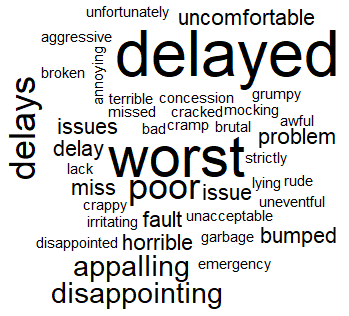 unfortunately
uncomfortable
aggressive
delayed
broken
annoying
delays
terrible
concession
grumpy
missed
cracked
mocking
issues
bad
cramp
brutal
awful
problem
delay
worst
strictly
lack
miss
poor
issue
lying
rude
crappy
uneventful
irritating
fault
unacceptable
disappointed
horrible
garbage
bumped
appalling
emergency
disappointing